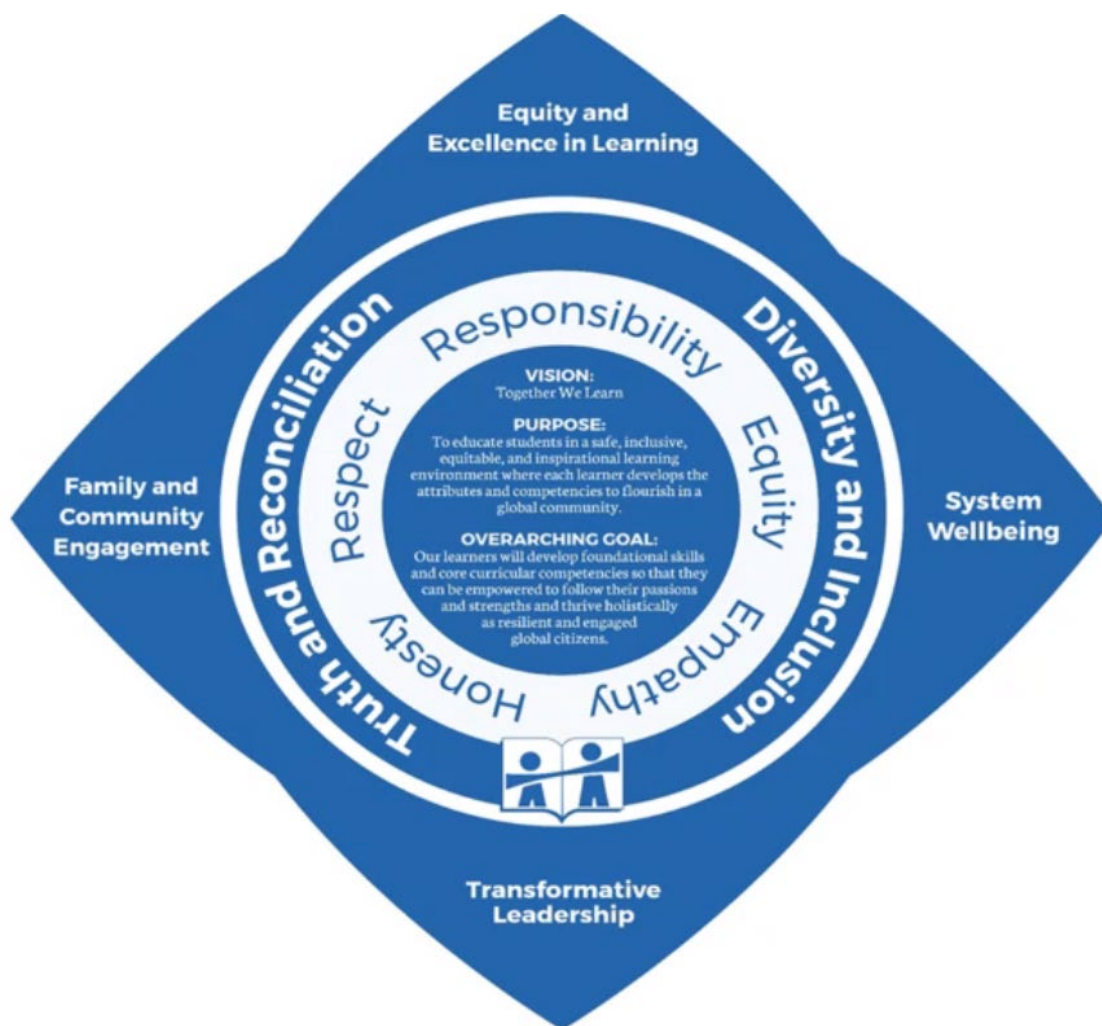 Equity and
Excellence in Learning
Family and
Community
Engagement
Truth and Reconciliation
Diversity and Inclusion
System
Wellbeing
Respect
Responsibility
Equity
Empathy
Honesty
VISION:
Together We Learn
PURPOSE:
To educate students in a safe, inclusive,
equitable, and inspirational learning
environment where each learner develops the
attributes and competencies to flourish in a
global community.
OVERARCHING GOAL:
Our learners will develop foundational skills
and core curricular competencies so that they
can be empowered to follow their passions
and strengths and thrive holistically
as resilient and engaged
global citizens.
Transformative
Leadership